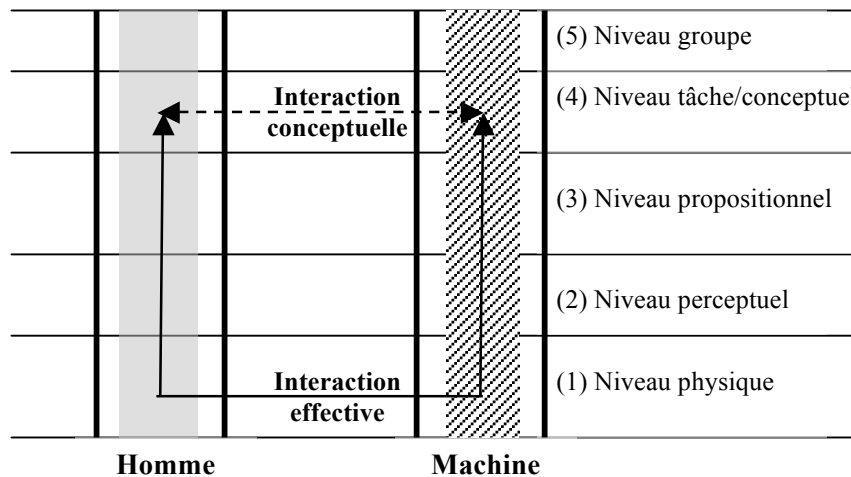 (5) Niveau groupe
Interaction
conceptuelle
(4) Niveau tâche/conceptuel
(3) Niveau propositionnel
(2) Niveau perceptuel
Interaction
effective
(1) Niveau physique
Homme
Machine